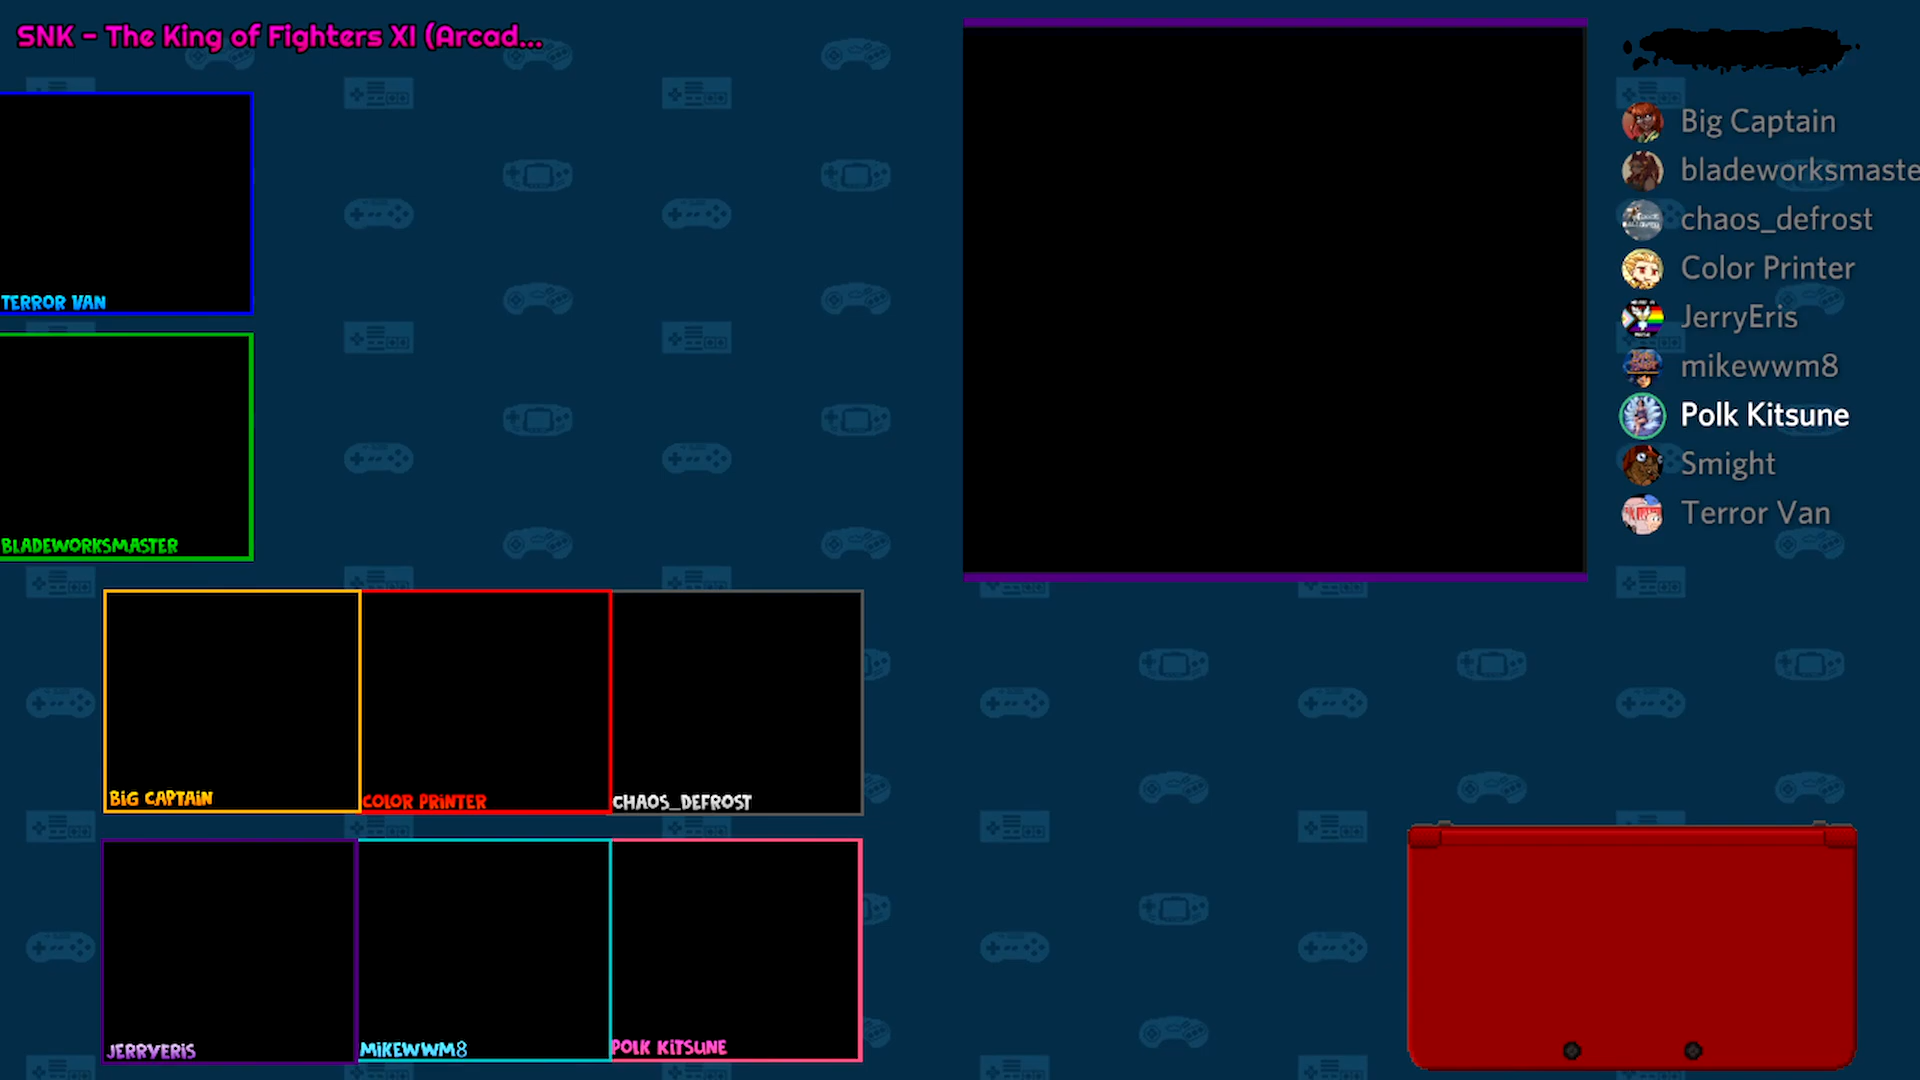 SNK - The King of Fighters XI (Arcad...
TERROR VAN
BLADEWORKSMASTER
BIG CAPTAIN
COLOR PRINTER
CHAOS_DEFROST
JERRYERIS
MIKEWWM8
POLK KITSUNE
Big Captain
bladeworksmaste
chaos_defrost
Color Printer
JerryEris
mikewwm8
Polk Kitsune
Smight
Terror Van